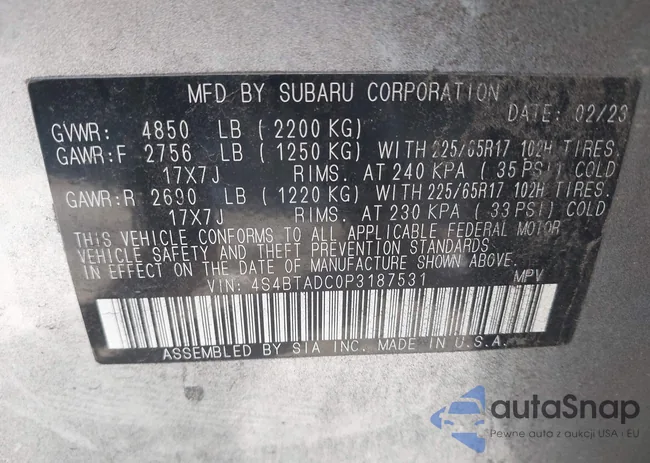 MFD BY SUBARU CORPORATION
DATE: 02/23
GVWR: 4850 LB (2200 KG)
GAWR:F 2756 LB (1250 KG) WITH 225/65R17 102H TIRES.
17X7J RIMS. AT 240 KPA (35 PSI) COLD
GAWR:R 2690 LB (1220 KG) WITH 225/65R17 102H TIRES.
17X7J RIMS. AT 230 KPA (33 PSI) COLD
THIS VEHICLE CONFORMS TO ALL APPLICABLE FEDERAL MOTOR
VEHICLE SAFETY AND THEFT PREVENTION STANDARDS
IN EFFECT ON THE DATE OF MANUFACTURE SHOWN ABOVE.
VIN: 4S4BTADC0P3187531 MPV
ASSEMBLED BY SIA INC. MADE IN U.S.A.
autaSnap
Pewne auta z aukcji USA i EU